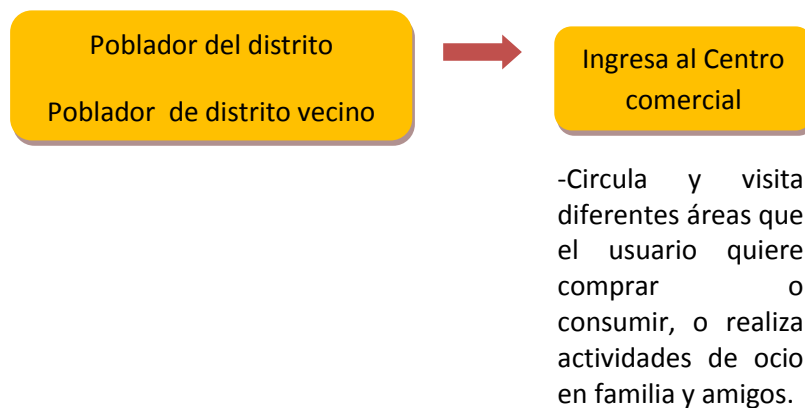 Poblador del distrito
Poblador de distrito vecino
Ingresa al Centro
comercial
-Circula y visita
diferentes áreas que
el usuario quiere
comprar o
consumir, o realiza
actividades de ocio
en familia y amigos.